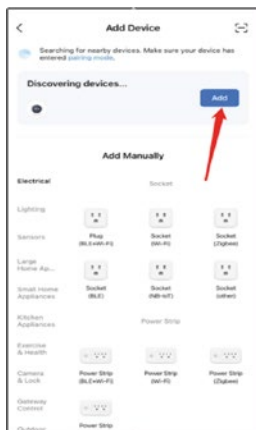 Add Device
Searching for nearby devices. Make sure your device has
entered pairing mode.
Discovering devices...
Add
Add Manually
Electrical
Socket
Lighting
Plug
(BLE+Wi-Fi)
Socket
(Wi-Fi)
Socket
(Zigbee)
Sensors
Large
Home Ap...
Socket
(BLE)
Socket
(NB-IoT)
Socket
(other)
Small Home
Appliances
Kitchen
Appliances
Power Strip
Exercise
& Health
Power Strip
(BLE+Wi-Fi)
Power Strip
(Wi-Fi)
Power Strip
(Zigbee)
Camera
& Lock
Gateway
Control
Outdoor
Power Strip